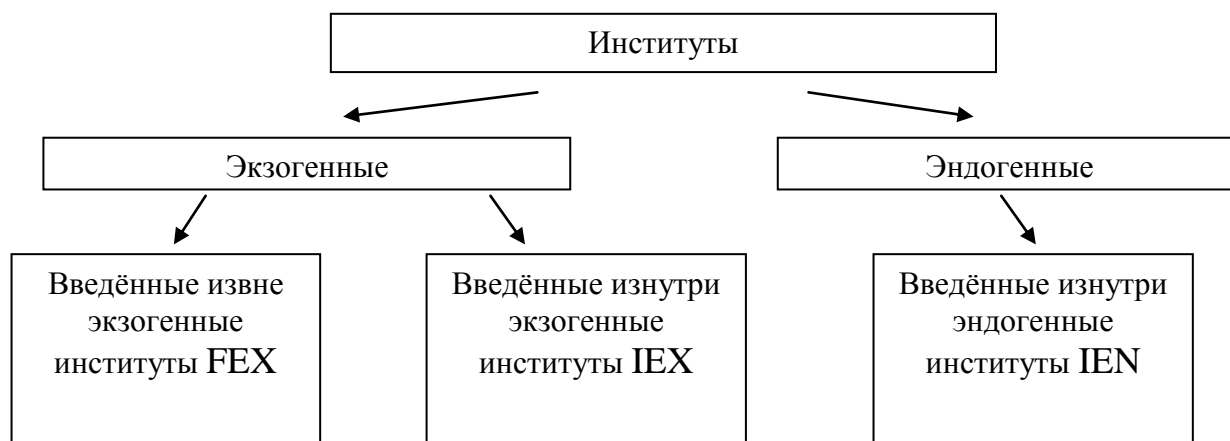 Институты
Экзогенные
Эндогенные
Введённые извне
экзогенные
институты FEX
Введённые изнутри
экзогенные
институты IEX
Введённые изнутри
эндогенные
институты IEN